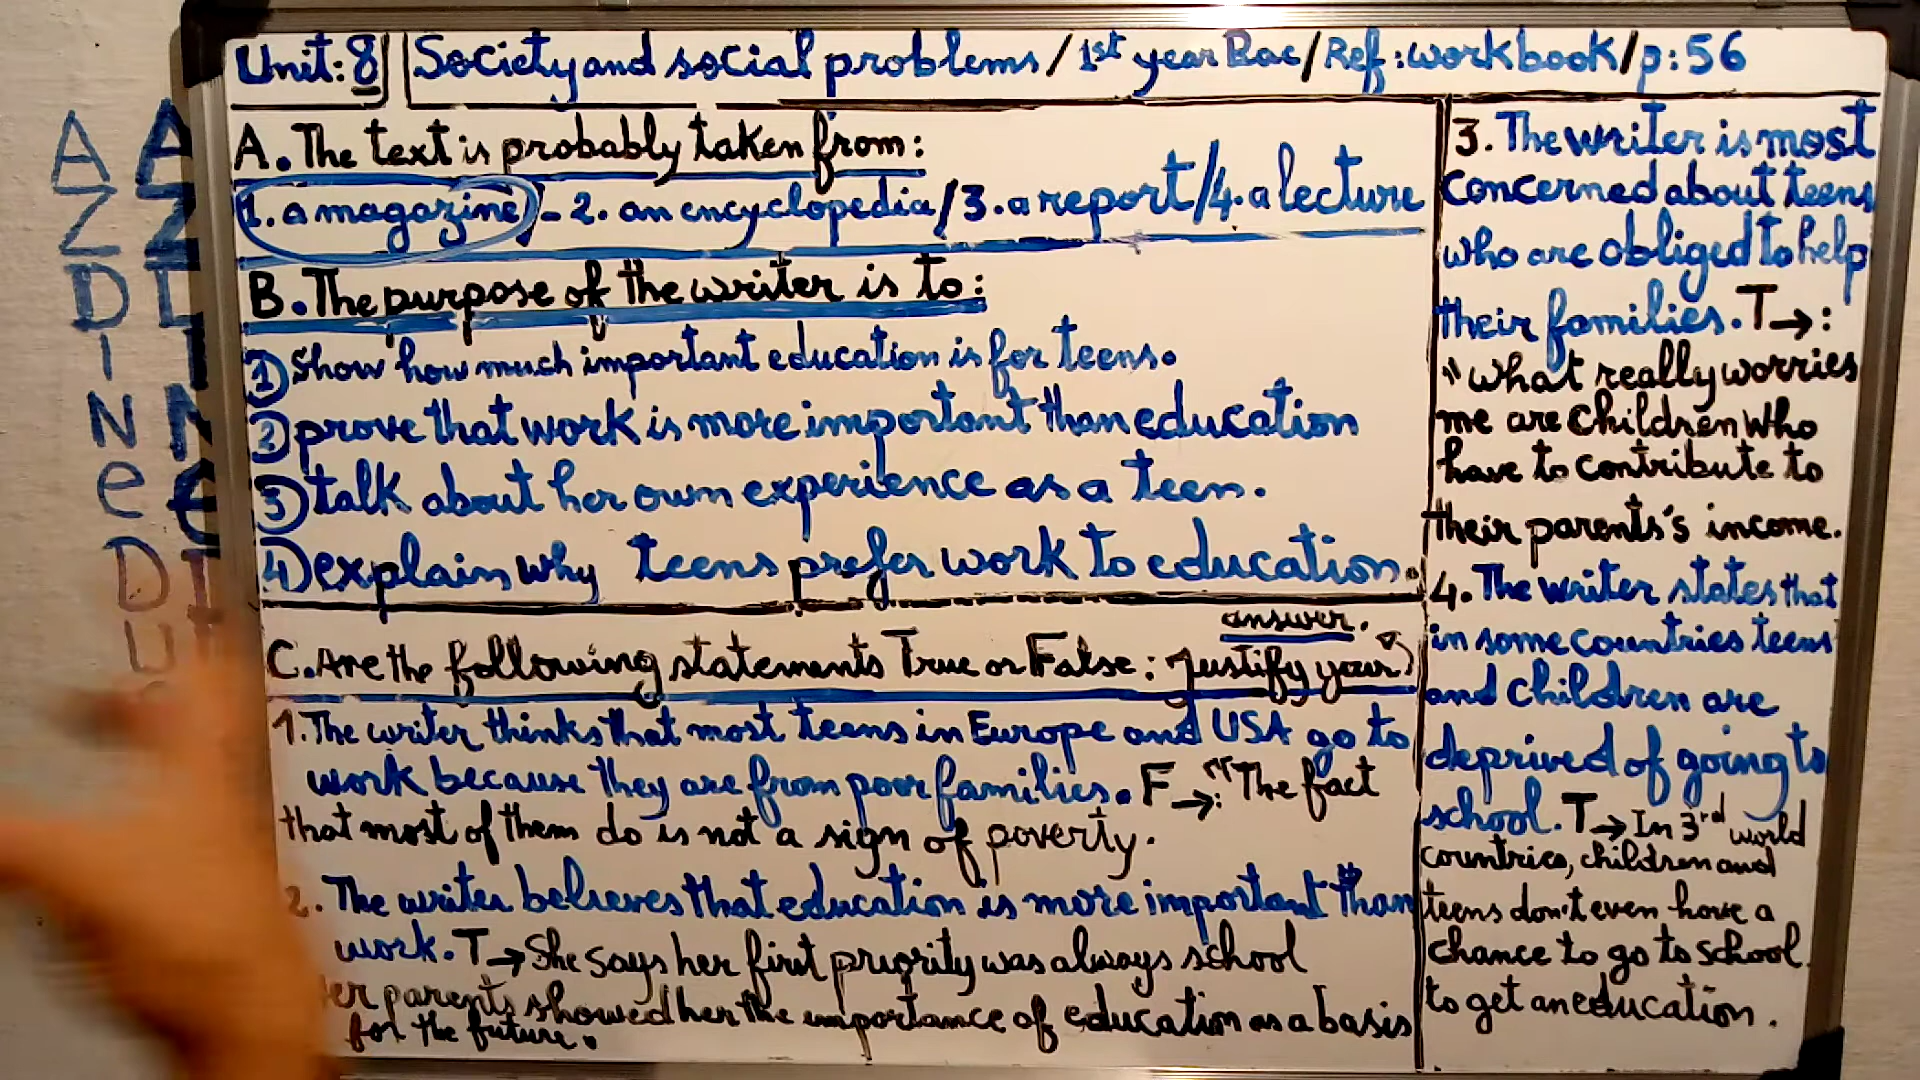 Unit: 8 Society and social problems / 1st year Bac / Ref: workbook / p: 56
A. The text is probably taken from:
1. a magazine - 2. an encyclopedia / 3. a report / 4. a lecture
B. The purpose of the writer is to:
1) Show how much important education is for teens.
2) prove that work is more important than education
3) talk about her own experience as a teen.
4) explain why teens prefer work to education.
answer.
C. Are the following statements True or False: Justify your
1. The writer thinks that most teens in Europe and USA go to
work because they are from poor families. F →: "The fact
that most of them do is not a sign of poverty.
2. The writer believes that education is more important than
work. T → She says her first priority was always school
her parents showed her the importance of education as a basis
for the future.
3. The writer is most
concerned about teens
who are obliged to help
their families. T →:
"what really worries
me are children who
have to contribute to
their parents's income.
4. The writer states that
in some countries teens
and children are
deprived of going to
school. T → In 3rd world
countries, children and
teens don't even have a
chance to go to school
to get an education.
A
Z
D
I
N
e
D
U
A
Z
D
I
N
E
D
I